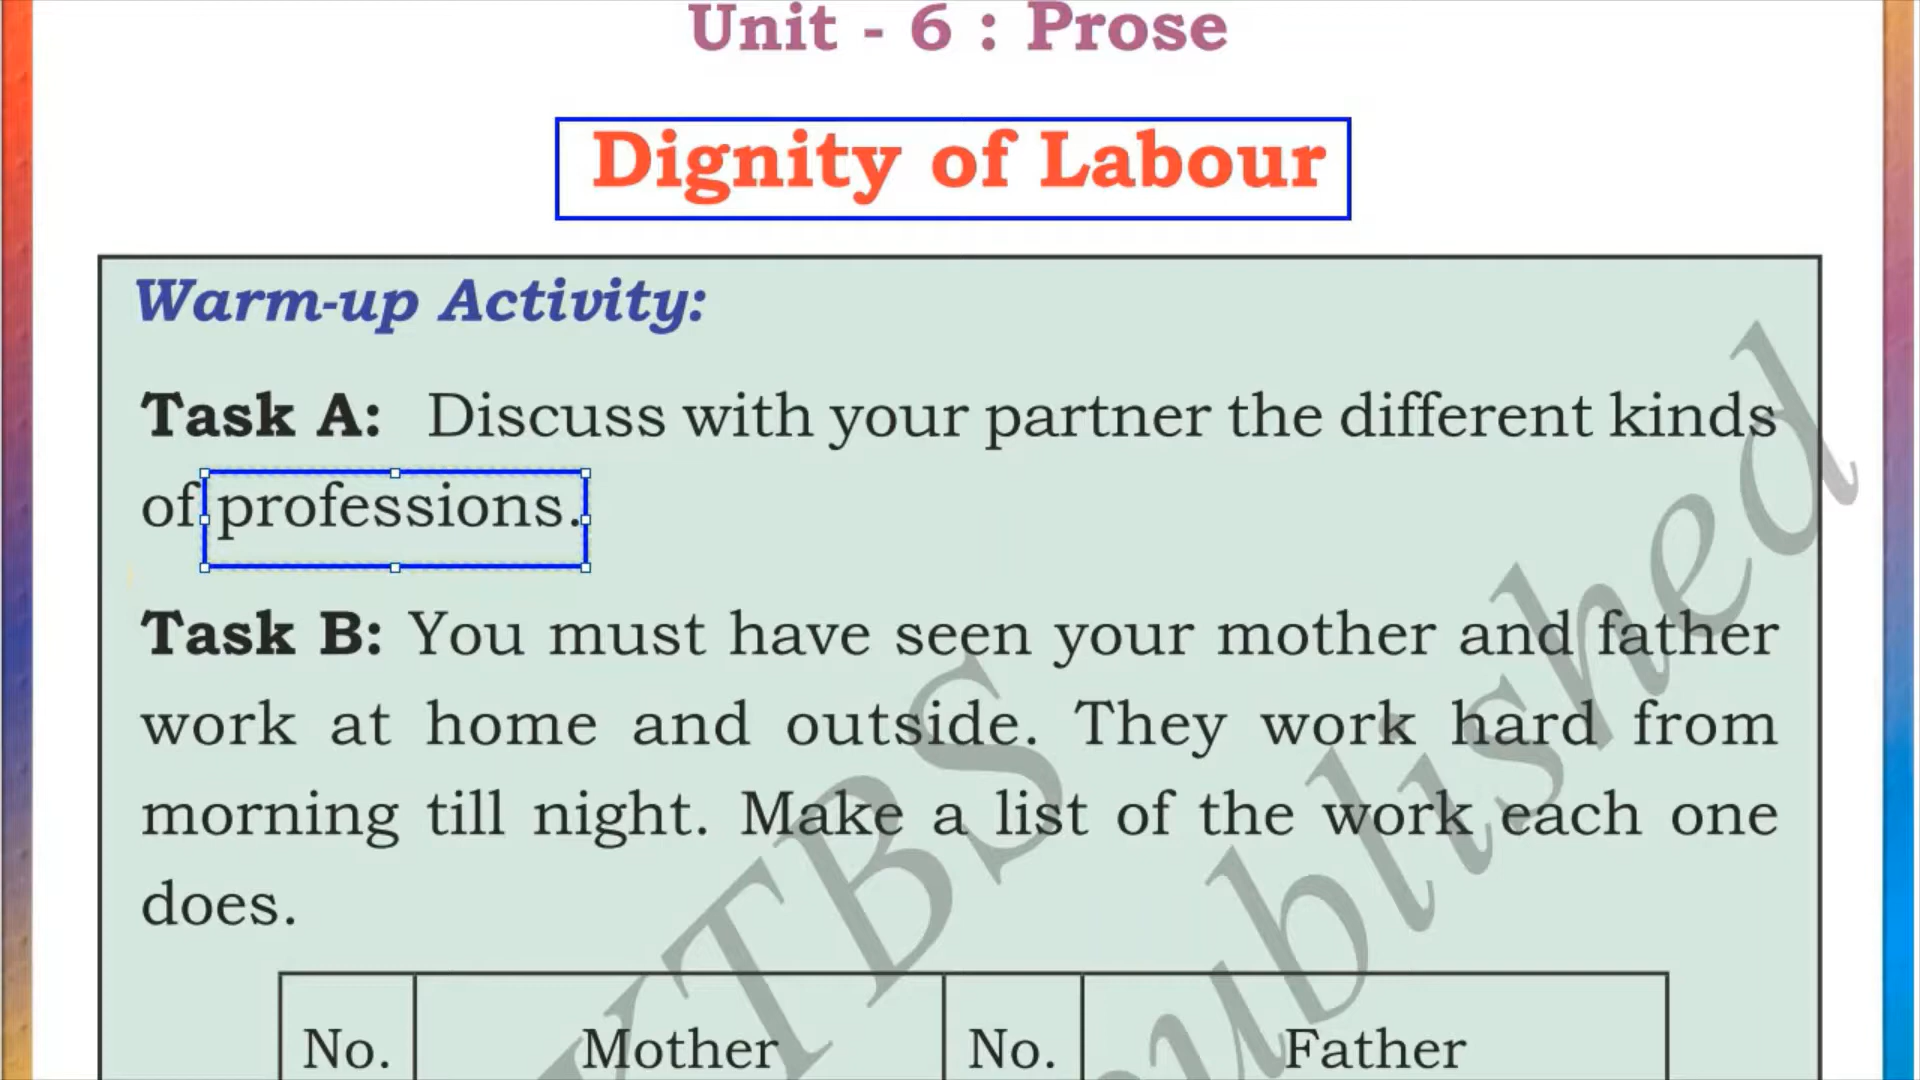 Unit - 6 : Prose
Dignity of Labour
Warm-up Activity:
Task A: Discuss with your partner the different kinds
of professions.
Task B: You must have seen your mother and father
work at home and outside. They work hard from
morning till night. Make a list of the work each one
does.
No. Mother No. Father
KTBS
published